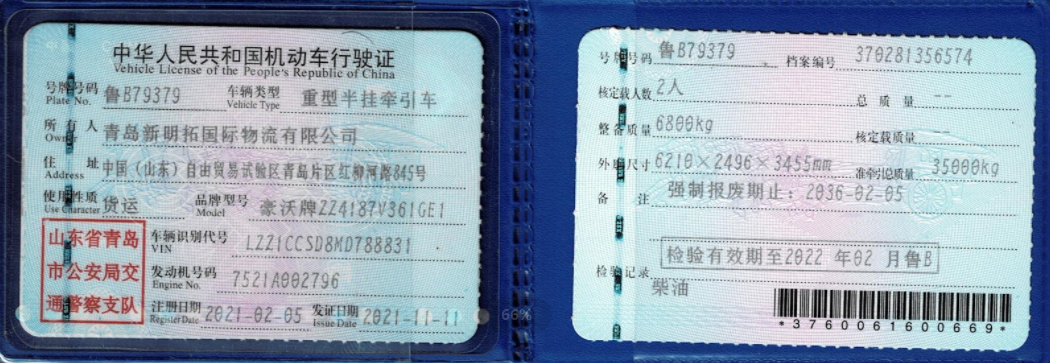 中华人民共和国机动车行驶证
Vehicle License of the People's Republic of China
号牌号码 鲁B79379 车辆类型 重型半挂牵引车
Plate No. Vehicle Type
所有人 青岛新明拓国际物流有限公司
Owner
住址 中国（山东）自由贸易试验区青岛片区红柳河路845号
Address
使用性质 货运 品牌型号 豪沃牌ZZ4187V361GE1
Use Character Model
山东省青岛
市公安局交
通警察支队
车辆识别代号 LZZ1CCSD8MD788831
VIN
发动机号码 7521A002796
Engine No.
注册日期 2021-02-05 发证日期 2021-11-11
Register Date Issue Date
66%
号牌号码 鲁B79379 档案编号 370281356574
核定载人数 2人 总质量 --
整备质量 6800kg 核定载质量 --
外廓尺寸 6210×2496×3455mm 准牵引总质量 35000kg
备注 强制报废期止：2036-02-05
检验有效期至2022 年02 月鲁B
检验记录
柴油
*3760061600669*